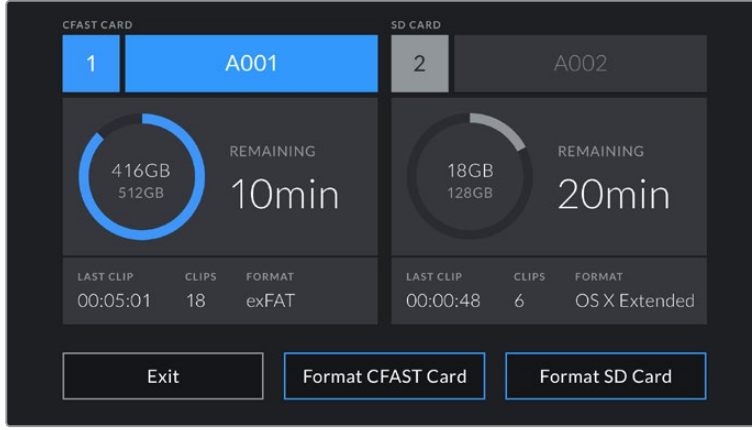 CFAST CARD
1 A001
416GB
512GB
REMAINING
10min
LAST CLIP CLIPS FORMAT
00:05:01 18 exFAT
SD CARD
2 A002
18GB
128GB
REMAINING
20min
LAST CLIP CLIPS FORMAT
00:00:48 6 OS X Extended
Exit Format CFAST Card Format SD Card